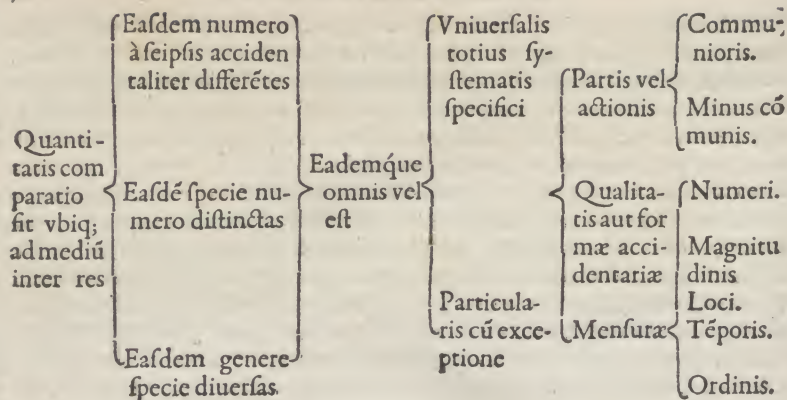 Quanti-
tatis com
paratio
fit vbiq;
ad mediū
inter res
Eaſdem numero
à ſeipſis acciden
taliter differētes
Eaſdē ſpecie nu-
mero diſtinctas
Eaſdem genere
ſpecie diuerſas.
Eademq́ue
omnis vel
eſt
Vniuerſalis
totius ſy-
ſtematis
ſpecifici
Particula-
ris cū exce-
ptione
Partis vel
actionis
Qualita-
tis aut for
mæ acci-
dentariæ
Menſuræ
Commu-
nioris.
Minus cō
munis.
Numeri.
Magnitu
dinis
Loci.
Tēporis.
Ordinis.